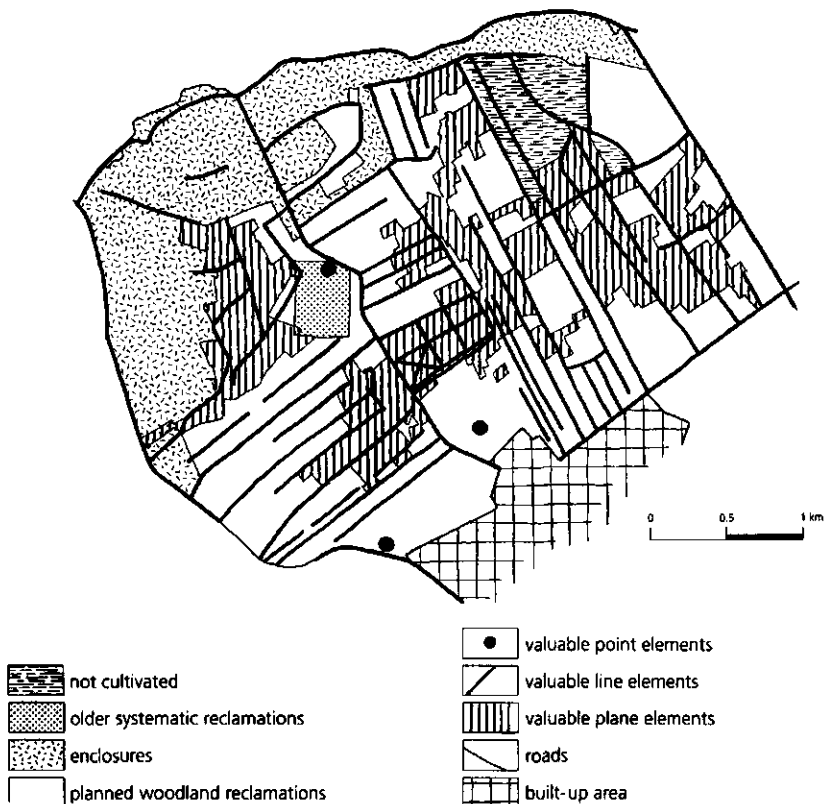 0 0.5 1 km
not cultivated
older systematic reclamations
enclosures
planned woodland reclamations
valuable point elements
valuable line elements
valuable plane elements
roads
built-up area